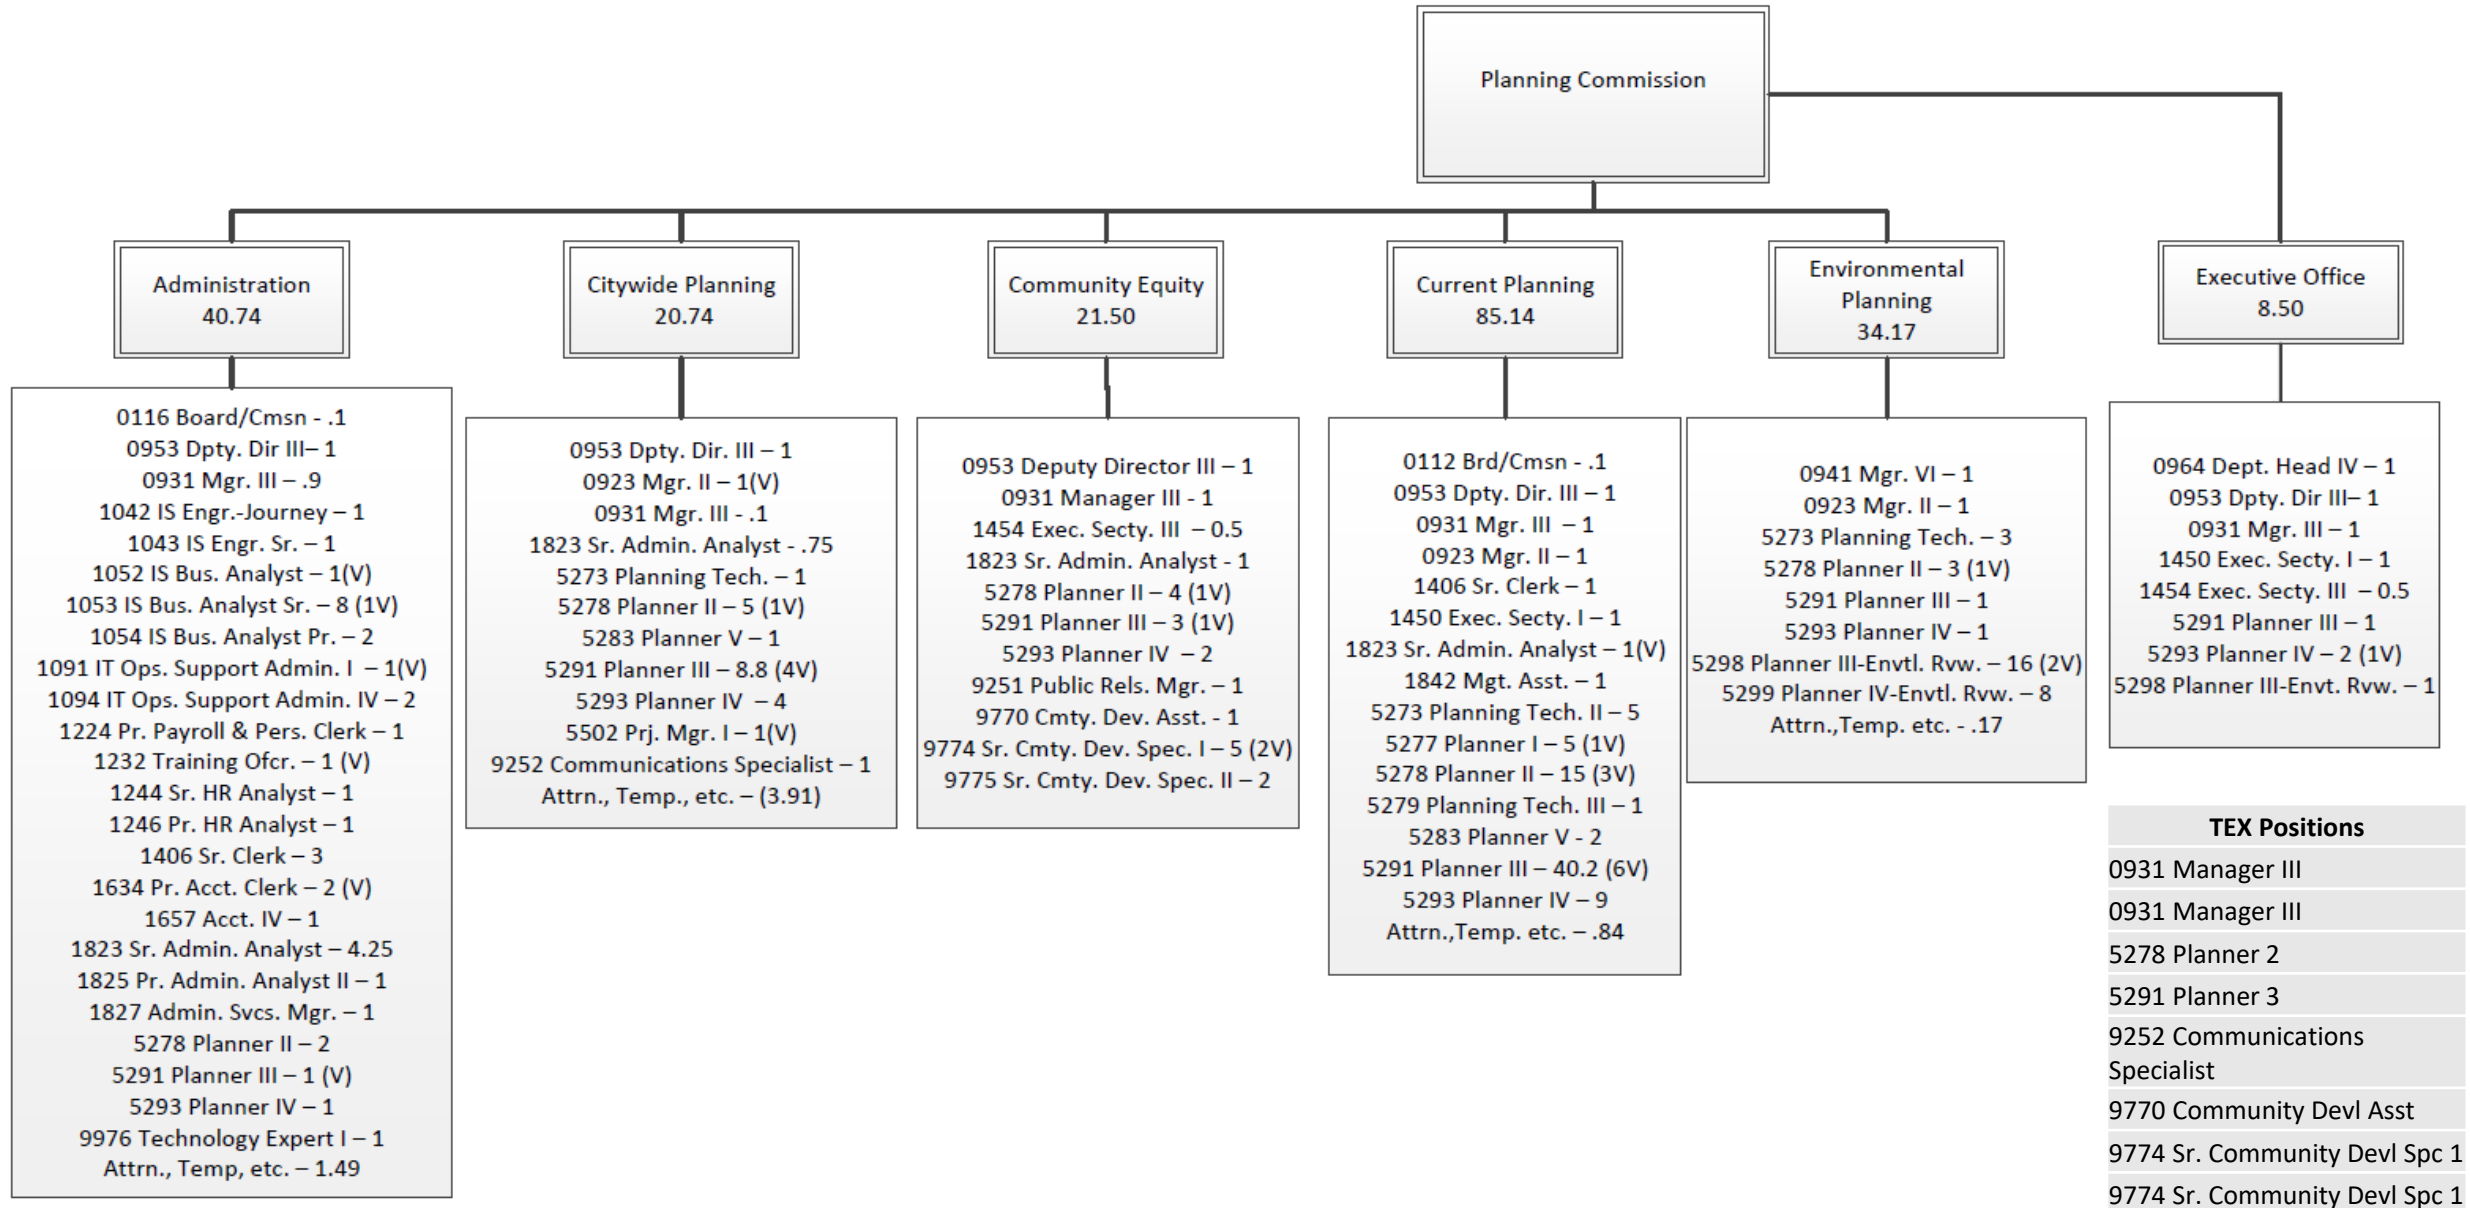 Planning Commission
Administration
40.74
Citywide Planning
20.74
Community Equity
21.50
Current Planning
85.14
Environmental
Planning
34.17
Executive Office
8.50
0116 Board/Cmsn - .1
0953 Dpty. Dir III– 1
0931 Mgr. III – .9
1042 IS Engr.-Journey – 1
1043 IS Engr. Sr. – 1
1052 IS Bus. Analyst – 1(V)
1053 IS Bus. Analyst Sr. – 8 (1V)
1054 IS Bus. Analyst Pr. – 2
1091 IT Ops. Support Admin. I – 1(V)
1094 IT Ops. Support Admin. IV – 2
1224 Pr. Payroll & Pers. Clerk – 1
1232 Training Ofcr. – 1 (V)
1244 Sr. HR Analyst – 1
1246 Pr. HR Analyst – 1
1406 Sr. Clerk – 3
1634 Pr. Acct. Clerk – 2 (V)
1657 Acct. IV – 1
1823 Sr. Admin. Analyst – 4.25
1825 Pr. Admin. Analyst II – 1
1827 Admin. Svcs. Mgr. – 1
5278 Planner II – 2
5291 Planner III – 1 (V)
5293 Planner IV – 1
9976 Technology Expert I – 1
Attrn., Temp, etc. – 1.49
0953 Dpty. Dir. III – 1
0923 Mgr. II – 1(V)
0931 Mgr. III - .1
1823 Sr. Admin. Analyst - .75
5273 Planning Tech. – 1
5278 Planner II – 5 (1V)
5283 Planner V – 1
5291 Planner III – 8.8 (4V)
5293 Planner IV – 4
5502 Prj. Mgr. I – 1(V)
9252 Communications Specialist – 1
Attrn., Temp., etc. – (3.91)
0953 Deputy Director III – 1
0931 Manager III - 1
1454 Exec. Secty. III – 0.5
1823 Sr. Admin. Analyst - 1
5278 Planner II – 4 (1V)
5291 Planner III – 3 (1V)
5293 Planner IV – 2
9251 Public Rels. Mgr. – 1
9770 Cmty. Dev. Asst. - 1
9774 Sr. Cmty. Dev. Spec. I – 5 (2V)
9775 Sr. Cmty. Dev. Spec. II – 2
0112 Brd/Cmsn - .1
0953 Dpty. Dir. III – 1
0931 Mgr. III – 1
0923 Mgr. II – 1
1406 Sr. Clerk – 1
1450 Exec. Secty. I – 1
1823 Sr. Admin. Analyst – 1(V)
1842 Mgt. Asst. – 1
5273 Planning Tech. II – 5
5277 Planner I – 5 (1V)
5278 Planner II – 15 (3V)
5279 Planning Tech. III – 1
5283 Planner V - 2
5291 Planner III – 40.2 (6V)
5293 Planner IV – 9
Attrn.,Temp. etc. – .84
0941 Mgr. VI – 1
0923 Mgr. II – 1
5273 Planning Tech. – 3
5278 Planner II – 3 (1V)
5291 Planner III – 1
5293 Planner IV – 1
5298 Planner III-Envtl. Rvw. – 16 (2V)
5299 Planner IV-Envtl. Rvw. – 8
Attrn.,Temp. etc. - .17
0964 Dept. Head IV – 1
0953 Dpty. Dir III– 1
0931 Mgr. III – 1
1450 Exec. Secty. I – 1
1454 Exec. Secty. III – 0.5
5291 Planner III – 1
5293 Planner IV – 2 (1V)
5298 Planner III-Envt. Rvw. – 1
TEX Positions
0931 Manager III
0931 Manager III
5278 Planner 2
5291 Planner 3
9252 Communications
Specialist
9770 Community Devl Asst
9774 Sr. Community Devl Spc 1
9774 Sr. Community Devl Spc 1